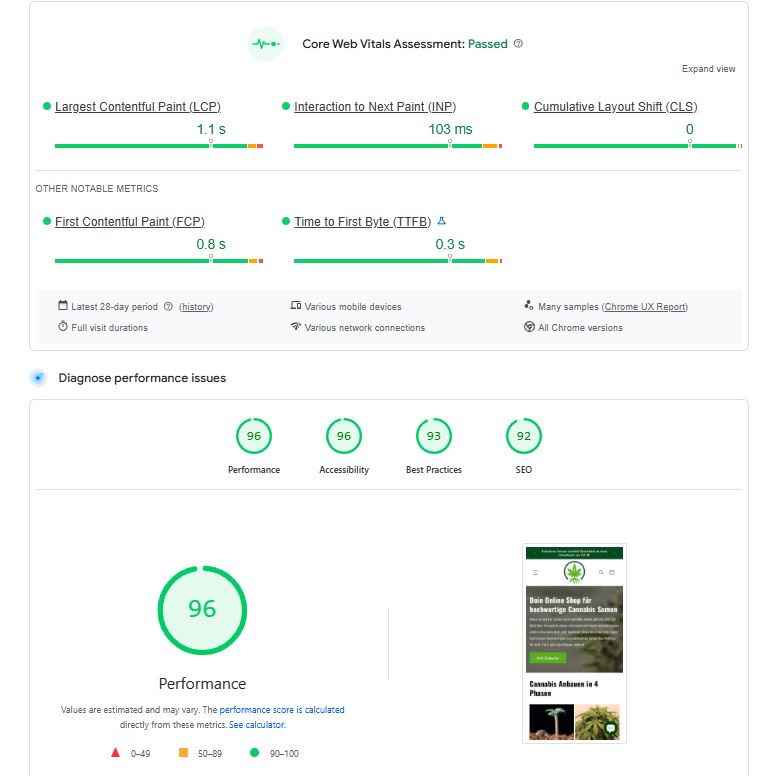 Core Web Vitals Assessment: Passed
Expand view
Largest Contentful Paint (LCP)
1.1 s
Interaction to Next Paint (INP)
103 ms
Cumulative Layout Shift (CLS)
0
OTHER NOTABLE METRICS
First Contentful Paint (FCP)
0.8 s
Time to First Byte (TTFB)
0.3 s
Latest 28-day period (history)
Various mobile devices
Many samples (Chrome UX Report)
Full visit durations
Various network connections
All Chrome versions
Diagnose performance issues
96
Performance
96
Accessibility
93
Best Practices
92
SEO
96
Performance
Values are estimated and may vary. The performance score is calculated
directly from these metrics. See calculator.
0–49
50–89
90–100
Dein Online Shop für
hochwertige Cannabis Samen
Cannabis Anbauen in 4
Phasen